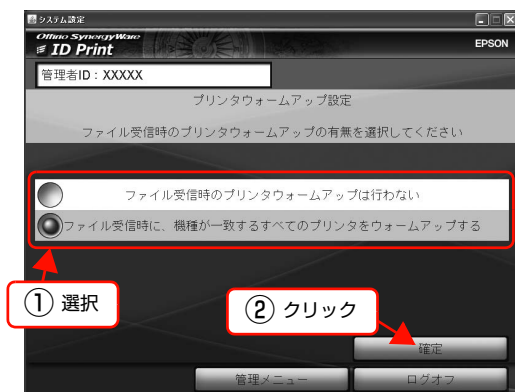 システム設定
Offirio SynergyWare
ID Print
EPSON
管理者ID：XXXXX
プリンタウォームアップ設定
ファイル受信時のプリンタウォームアップの有無を選択してください
ファイル受信時のプリンタウォームアップは行わない
ファイル受信時に、機種が一致するすべてのプリンタをウォームアップする
① 選択
② クリック
確定
管理メニュー
ログオフ